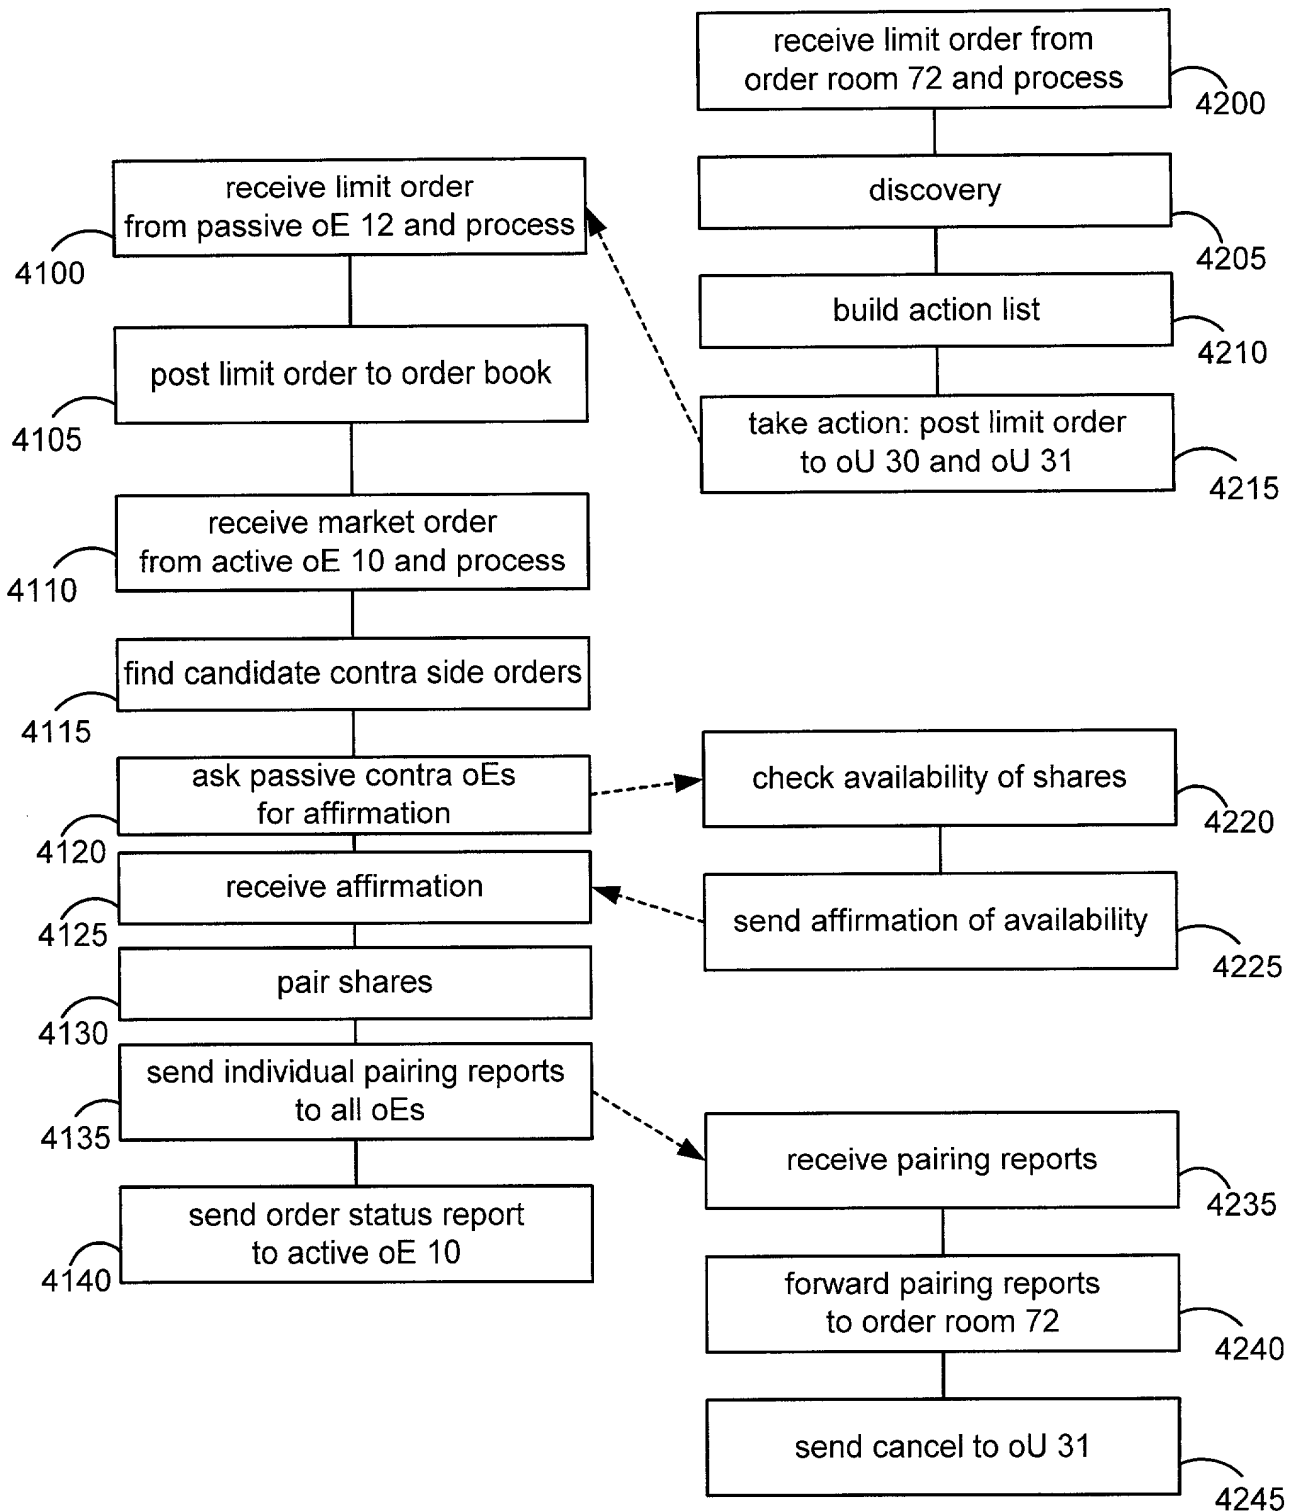 receive limit order from
order room 72 and process
4200
discovery
4205
build action list
4210
take action: post limit order
to oU 30 and oU 31
4215
receive limit order
from passive oE 12 and process
4100
post limit order to order book
4105
receive market order
from active oE 10 and process
4110
find candidate contra side orders
4115
ask passive contra oEs
for affirmation
4120
check availability of shares
4220
receive affirmation
4125
send affirmation of availability
4225
pair shares
4130
send individual pairing reports
to all oEs
4135
receive pairing reports
4235
send order status report
to active oE 10
4140
forward pairing reports
to order room 72
4240
send cancel to oU 31
4245